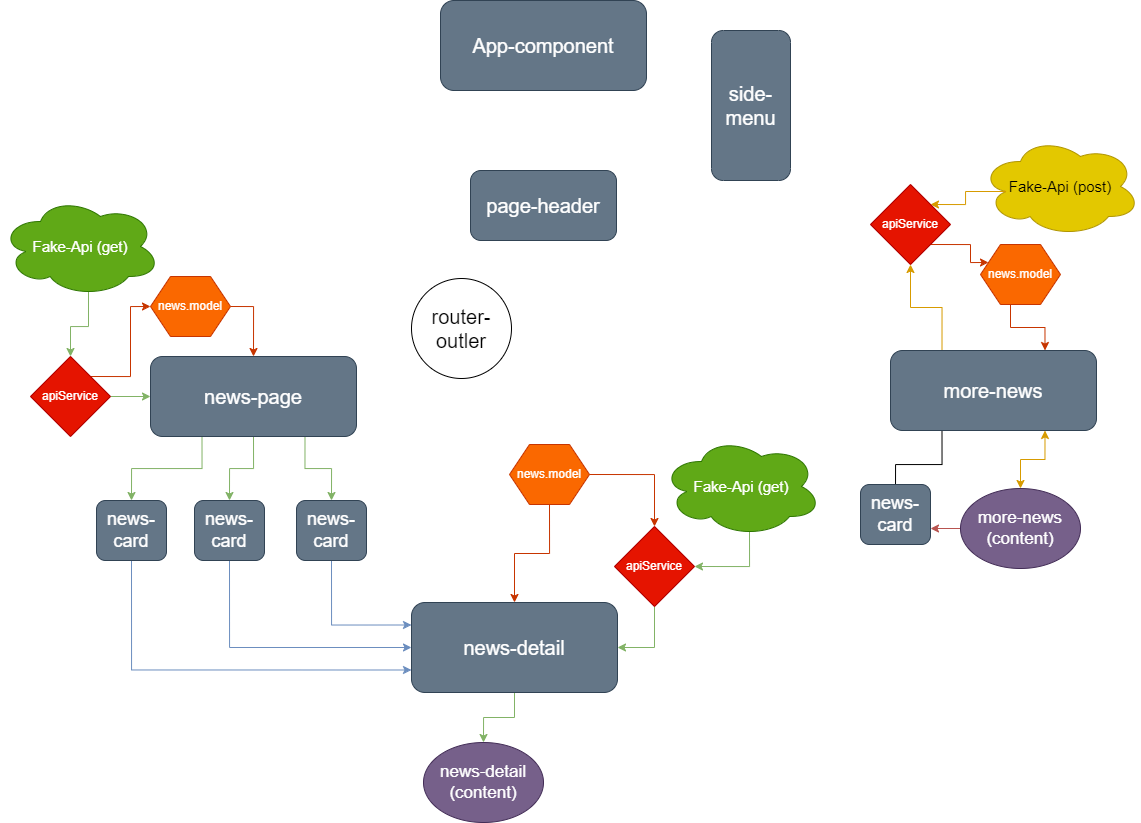 App-component
side-
menu
page-header
Fake-Api (post)
apiService
news.model
Fake-Api (get)
news.model
router-
outler
apiService
news-page
more-news
news.model
Fake-Api (get)
news-
card
news-
card
news-
card
news-
card
more-news
(content)
apiService
news-detail
news-detail
(content)